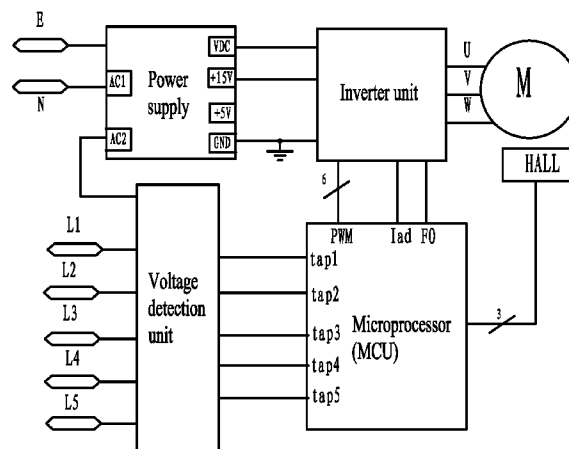 E
N
AC1
AC2
Power
supply
VDC
+15V
+5V
GND
Inverter unit
U
V
W
M
HALL
6
PWM
Iad
FO
L1
L2
L3
L4
L5
Voltage
detection
unit
tap1
tap2
tap3
tap4
tap5
Microprocessor
(MCU)
3